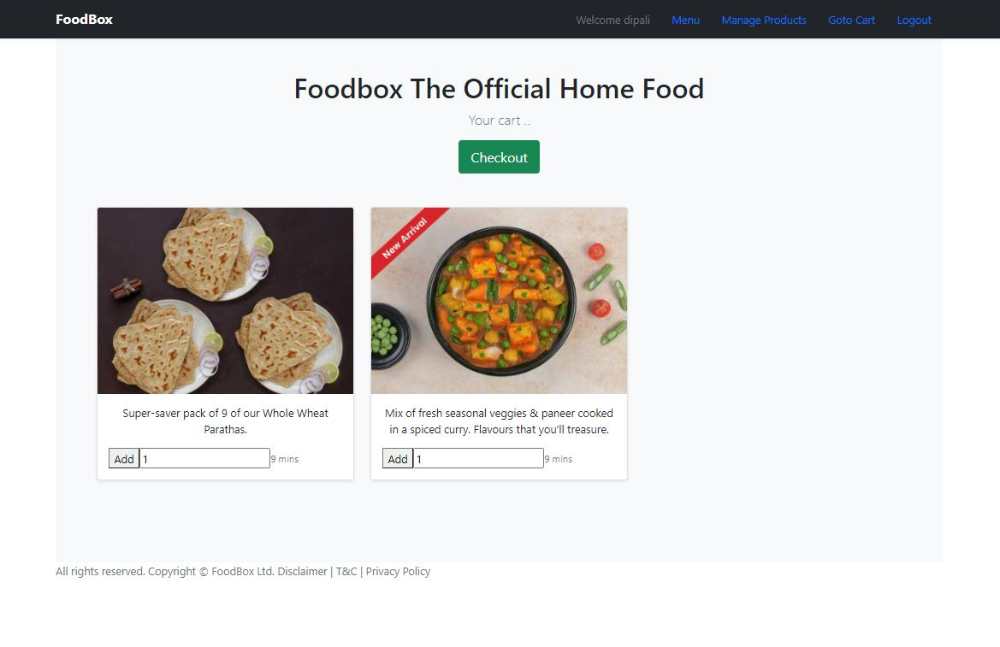 FoodBox
Welcome dipali
Menu
Manage Products
Goto Cart
Logout
Foodbox The Official Home Food
Your cart ..
Checkout
New Arrival
Super-saver pack of 9 of our Whole Wheat
Parathas.
Add 1 9 mins
Mix of fresh seasonal veggies & paneer cooked
in a spiced curry. Flavours that you'll treasure.
Add 1 9 mins
All rights reserved. Copyright © FoodBox Ltd. Disclaimer | T&C | Privacy Policy